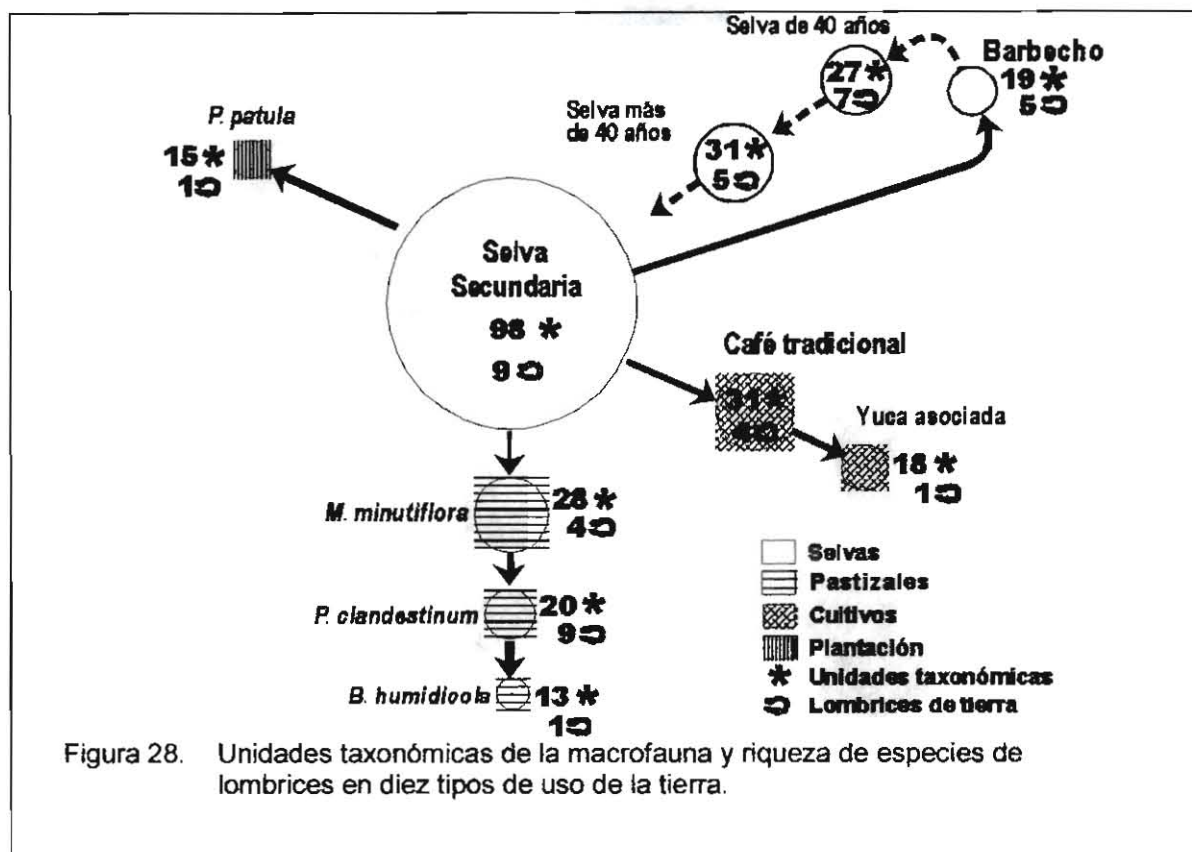 Selva de 40 años
Barbecho
27*
7
19*
5
Selva más
de 40 años
31*
5
P. patula
15*
1
Selva
Secundaria
98 *
9
Café tradicional
31*
4
Yuca asociada
18*
1
M. minutiflora
28*
4
P. clandestinum
20*
9
B. humidicola
13*
1
Selvas
Pastizales
Cultivos
Plantación
* Unidades taxonómicas
Lombrices de tierra
Figura 28. Unidades taxonómicas de la macrofauna y riqueza de especies de
lombrices en diez tipos de uso de la tierra.